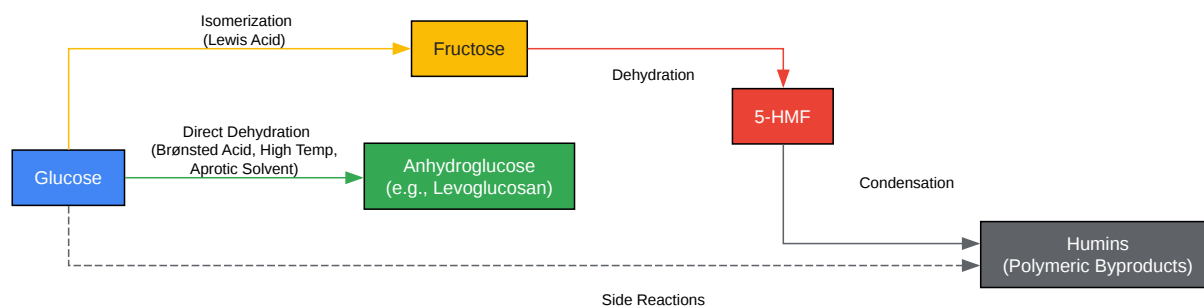 Isomerization
(Lewis Acid)
Fructose
Dehydration
5-HMF
Direct Dehydration
(Brønsted Acid, High Temp,
Aprotic Solvent)
Glucose
Anhydroglucose
(e.g., Levoglucosan)
Condensation
Humins
(Polymeric Byproducts)
Side Reactions